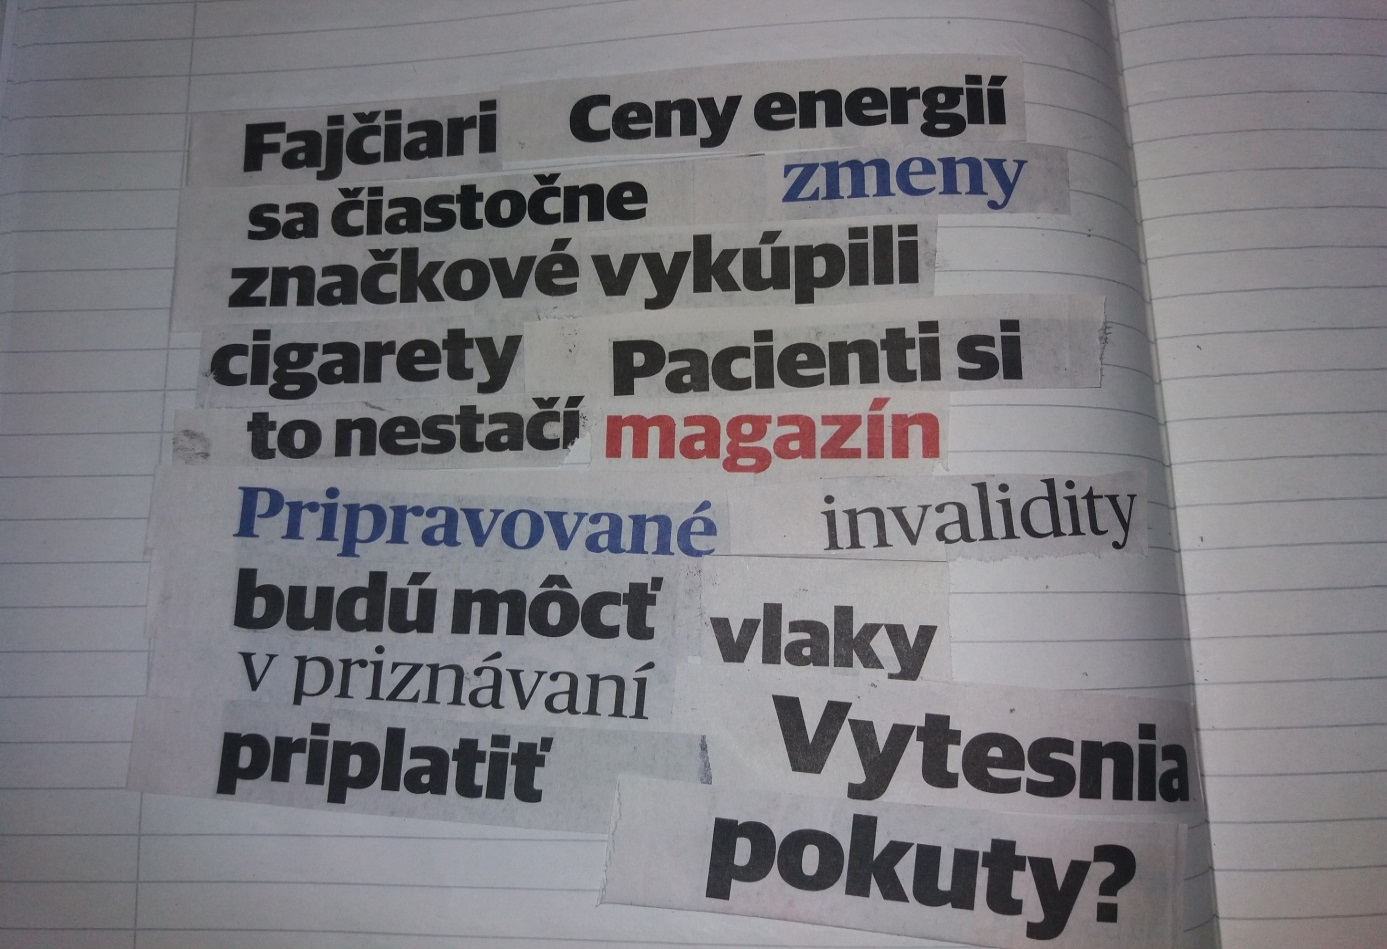 Fajčiari Ceny energií
sa čiastočne zmeny
značkové vykúpili
cigarety Pacienti si
to nestačí magazín
Pripravované invalidity
budú môcť vlaky
v priznávaní
priplatiť Vytesnia
pokuty?